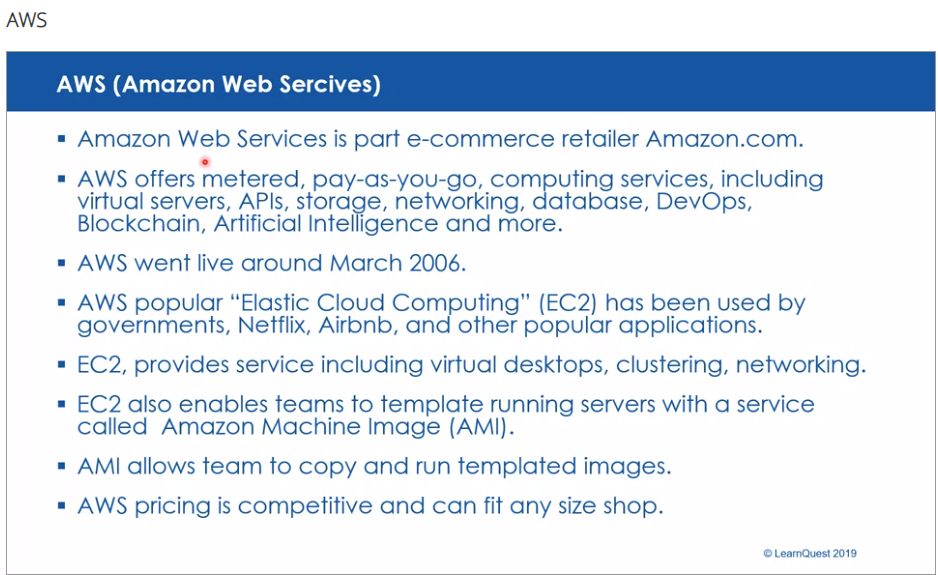 AWS
AWS (Amazon Web Sercives)
▪ Amazon Web Services is part e-commerce retailer Amazon.com.
▪ AWS offers metered, pay-as-you-go, computing services, including
virtual servers, APIs, storage, networking, database, DevOps,
Blockchain, Artificial Intelligence and more.
▪ AWS went live around March 2006.
▪ AWS popular “Elastic Cloud Computing” (EC2) has been used by
governments, Netflix, Airbnb, and other popular applications.
▪ EC2, provides service including virtual desktops, clustering, networking.
▪ EC2 also enables teams to template running servers with a service
called  Amazon Machine Image (AMI).
▪ AMI allows team to copy and run templated images.
▪ AWS pricing is competitive and can fit any size shop.
© LearnQuest 2019